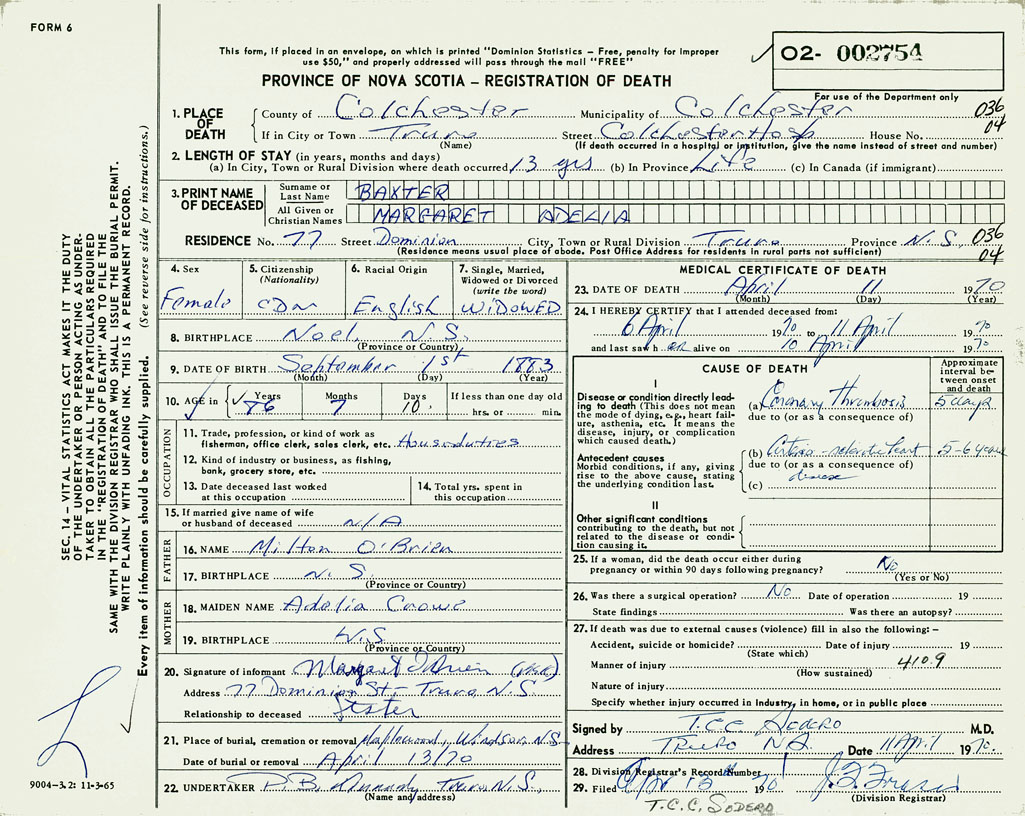 FORM 6
This form, if placed in an envelope, on which is printed "Dominion Statistics – Free, penalty for improper
use $50," and properly addressed will pass through the mail "FREE"
PROVINCE OF NOVA SCOTIA – REGISTRATION OF DEATH
02- 002754
For use of the Department only
036
04
1. PLACE OF DEATH County of Colchester Municipality of Colchester
If in City or Town Truro Street Colchester Hosp House No.
(Name) (If death occurred in a hospital or institution, give the name instead of street and number)
2. LENGTH OF STAY (in years, months and days)
(a) In City, Town or Rural Division where death occurred 13 yrs (b) In Province Life (c) In Canada (if immigrant)
3. PRINT NAME OF DECEASED Surname or Last Name BAXTER
All Given or Christian Names MARGARET ADELIA
RESIDENCE No. 77 Street Dominion City, Town or Rural Division Truro Province N.S. 036
04
(Residence means usual place of abode. Post Office Address for residents in rural parts not sufficient)
4. Sex Female
5. Citizenship (Nationality) CDN
6. Racial Origin English
7. Single, Married, Widowed or Divorced (write the word) WIDOWED
8. BIRTHPLACE Noel, N.S.
(Province or Country)
9. DATE OF BIRTH September 1st 1883
(Month) (Day) (Year)
10. AGE in Years 86 Months 7 Days 10 If less than one day old hrs. or min.
OCCUPATION
11. Trade, profession, or kind of work as fisherman, office clerk, sales clerk, etc. Housedutres
12. Kind of industry or business, as fishing, bank, grocery store, etc.
13. Date deceased last worked at this occupation
14. Total yrs. spent in this occupation
15. If married give name of wife or husband of deceased N/A
FATHER
16. NAME Milton O'Brien
17. BIRTHPLACE N.S.
(Province or Country)
MOTHER
18. MAIDEN NAME Adelia Crowe
19. BIRTHPLACE N.S.
(Province or Country)
20. Signature of informant Margaret O'Brien
Address 77 Dominion St – Truro N.S.
Relationship to deceased Sister
21. Place of burial, cremation or removal Maplewood, Windsor N.S.
Date of burial or removal April 13/70
22. UNDERTAKER Truro N.S.
(Name and address)
MEDICAL CERTIFICATE OF DEATH
23. DATE OF DEATH April 11 1970
(Month) (Day) (Year)
24. I HEREBY CERTIFY that I attended deceased from:
6 April 1970 to 11 April 1970
and last saw her alive on 10 April 1970
CAUSE OF DEATH
Approximate interval between onset and death
I
Disease or condition directly leading to death (This does not mean the mode of dying, e.g., heart failure, asthenia, etc. It means the disease, injury, or complication which caused death.)
(a) Coronary Thrombosis 5 days
due to (or as a consequence of)
Antecedent causes
Morbid conditions, if any, giving rise to the above cause, stating the underlying condition last.
(b) Arterio-sclerotic heart disease 5-6 years
due to (or as a consequence of)
(c)
II
Other significant conditions
contributing to the death, but not related to the disease or condition causing it.
25. If a woman, did the death occur either during pregnancy or within 90 days following pregnancy? No
(Yes or No)
26. Was there a surgical operation? No Date of operation 19
State findings Was there an autopsy?
27. If death was due to external causes (violence) fill in also the following: –
Accident, suicide or homicide? Date of injury 19
(State which)
Manner of injury 4109
(How sustained)
Nature of injury
Specify whether injury occurred in industry, in home, or in public place
Signed by T.C.C. Sodero M.D.
Address Truro NS Date 11 April 1970.
28. Division Registrar's Record Number
29. Filed Apr 13 1970
(Division Registrar)
T.C.C. SODERO
SEC. 14 – VITAL STATISTICS ACT MAKES IT THE DUTY
OF THE UNDERTAKER OR PERSON ACTING AS UNDER-
TAKER TO OBTAIN ALL THE PARTICULARS REQUIRED
IN THE "REGISTRATION OF DEATH" AND TO FILE THE
SAME WITH THE DIVISION REGISTRAR WHO SHALL ISSUE THE BURIAL PERMIT.
WRITE PLAINLY WITH UNFADING INK. THIS IS A PERMANENT RECORD.
Every item of information should be carefully supplied. (See reverse side for instructions.)
9004-3.2: 11-3-65